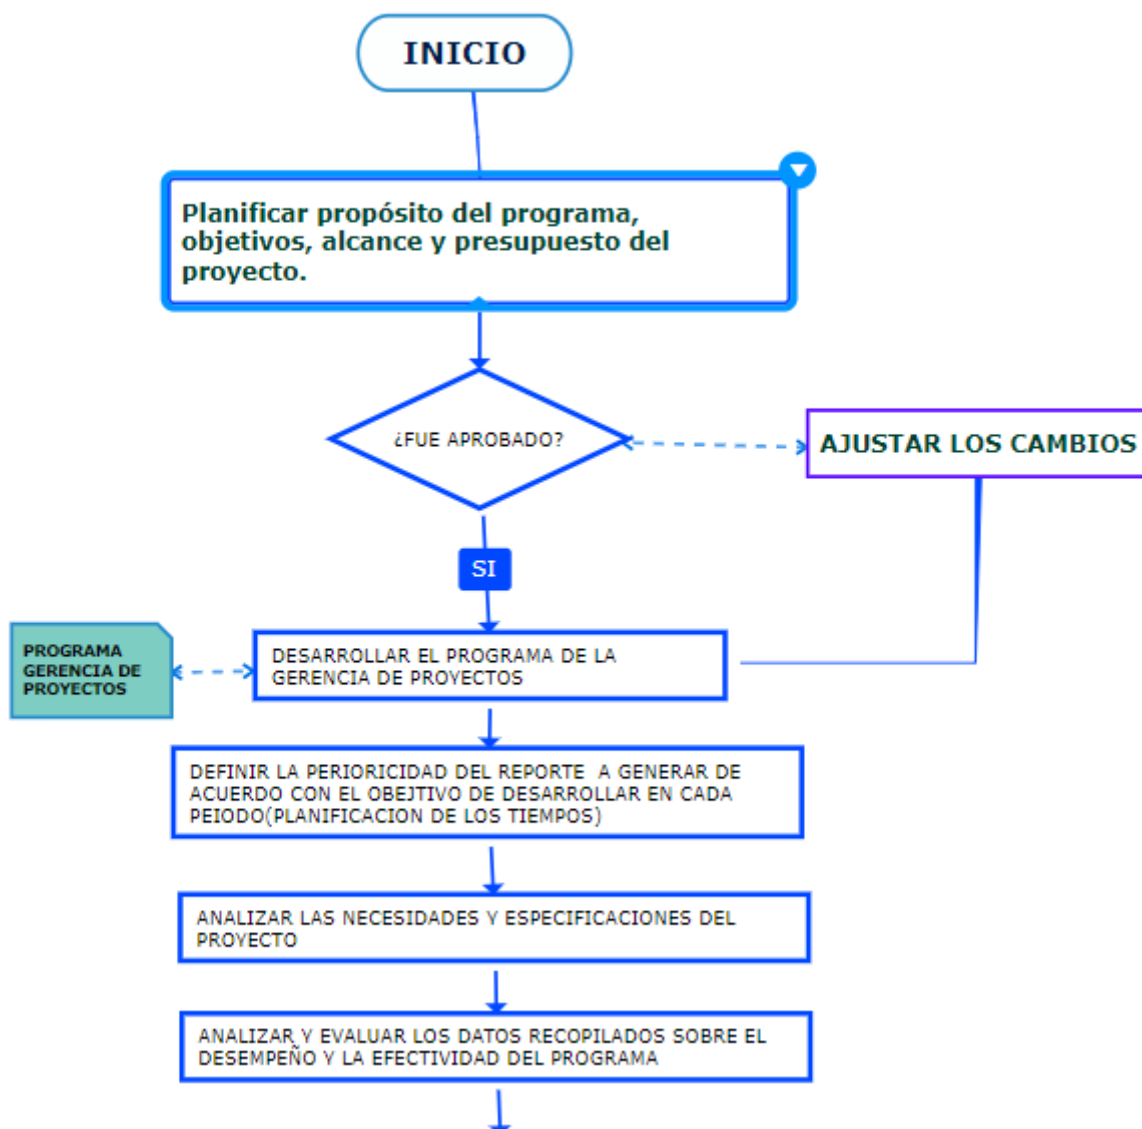 INICIO
Planificar propósito del programa,
objetivos, alcance y presupuesto del
proyecto.
¿FUE APROBADO?
AJUSTAR LOS CAMBIOS
SI
PROGRAMA
GERENCIA DE
PROYECTOS
DESARROLLAR EL PROGRAMA DE LA
GERENCIA DE PROYECTOS
DEFINIR LA PERIORICIDAD DEL REPORTE A GENERAR DE
ACUERDO CON EL OBEJTIVO DE DESARROLLAR EN CADA
PEIODO(PLANIFICACION DE LOS TIEMPOS)
ANALIZAR LAS NECESIDADES Y ESPECIFICACIONES DEL
PROYECTO
ANALIZAR Y EVALUAR LOS DATOS RECOPILADOS SOBRE EL
DESEMPEÑO Y LA EFECTIVIDAD DEL PROGRAMA